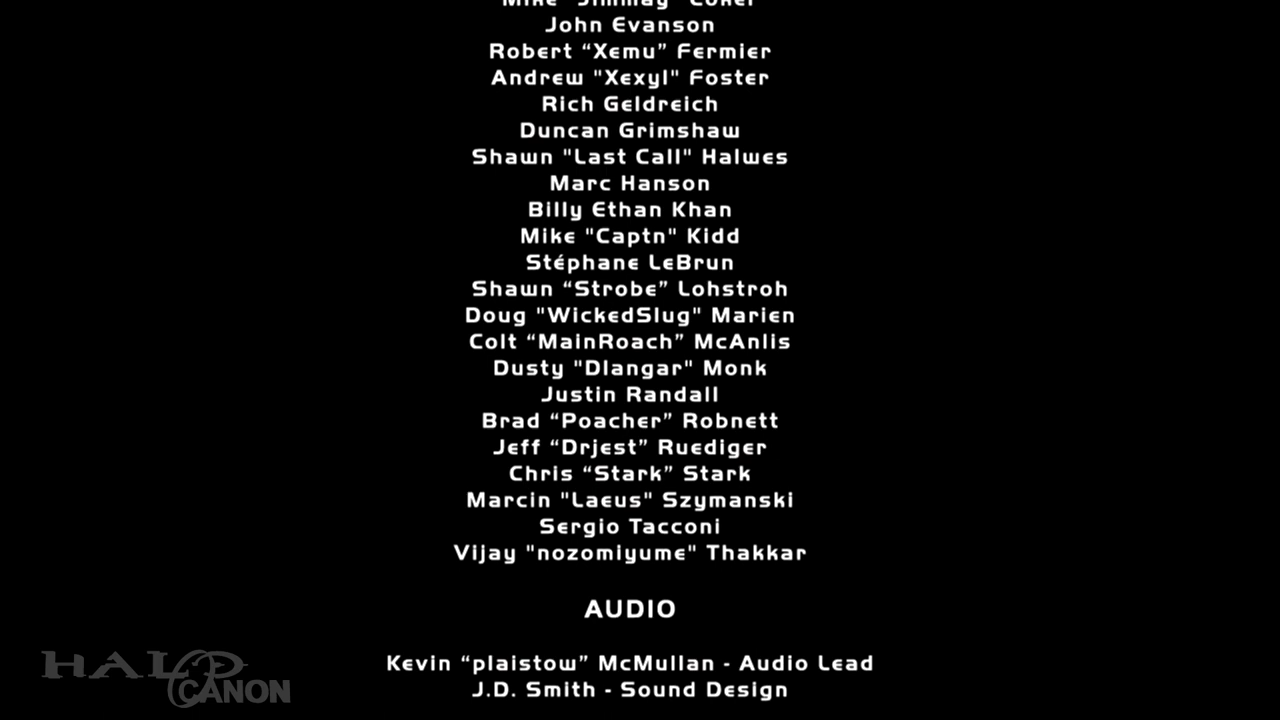 Mike "Jimmay" Coker
John Evanson
Robert “Xemu” Fermier
Andrew "Xexyl" Foster
Rich Geldreich
Duncan Grimshaw
Shawn "Last Call" Halwes
Marc Hanson
Billy Ethan Khan
Mike "Captn" Kidd
Stéphane LeBrun
Shawn “Strobe” Lohstroh
Doug "WickedSlug" Marien
Colt “MainRoach” McAnlis
Dusty "Dlangar" Monk
Justin Randall
Brad “Poacher” Robnett
Jeff “Drjest” Ruediger
Chris “Stark” Stark
Marcin "Laeus" Szymanski
Sergio Tacconi
Vijay "nozomiyume" Thakkar
AUDIO
Kevin “plaistow” McMullan - Audio Lead
J.D. Smith - Sound Design
HALO
CANON